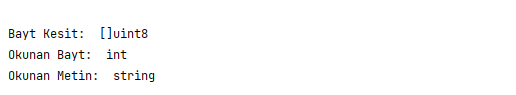 Bayt Kesit:  []uint8
Okunan Bayt:  int
Okunan Metin:  string